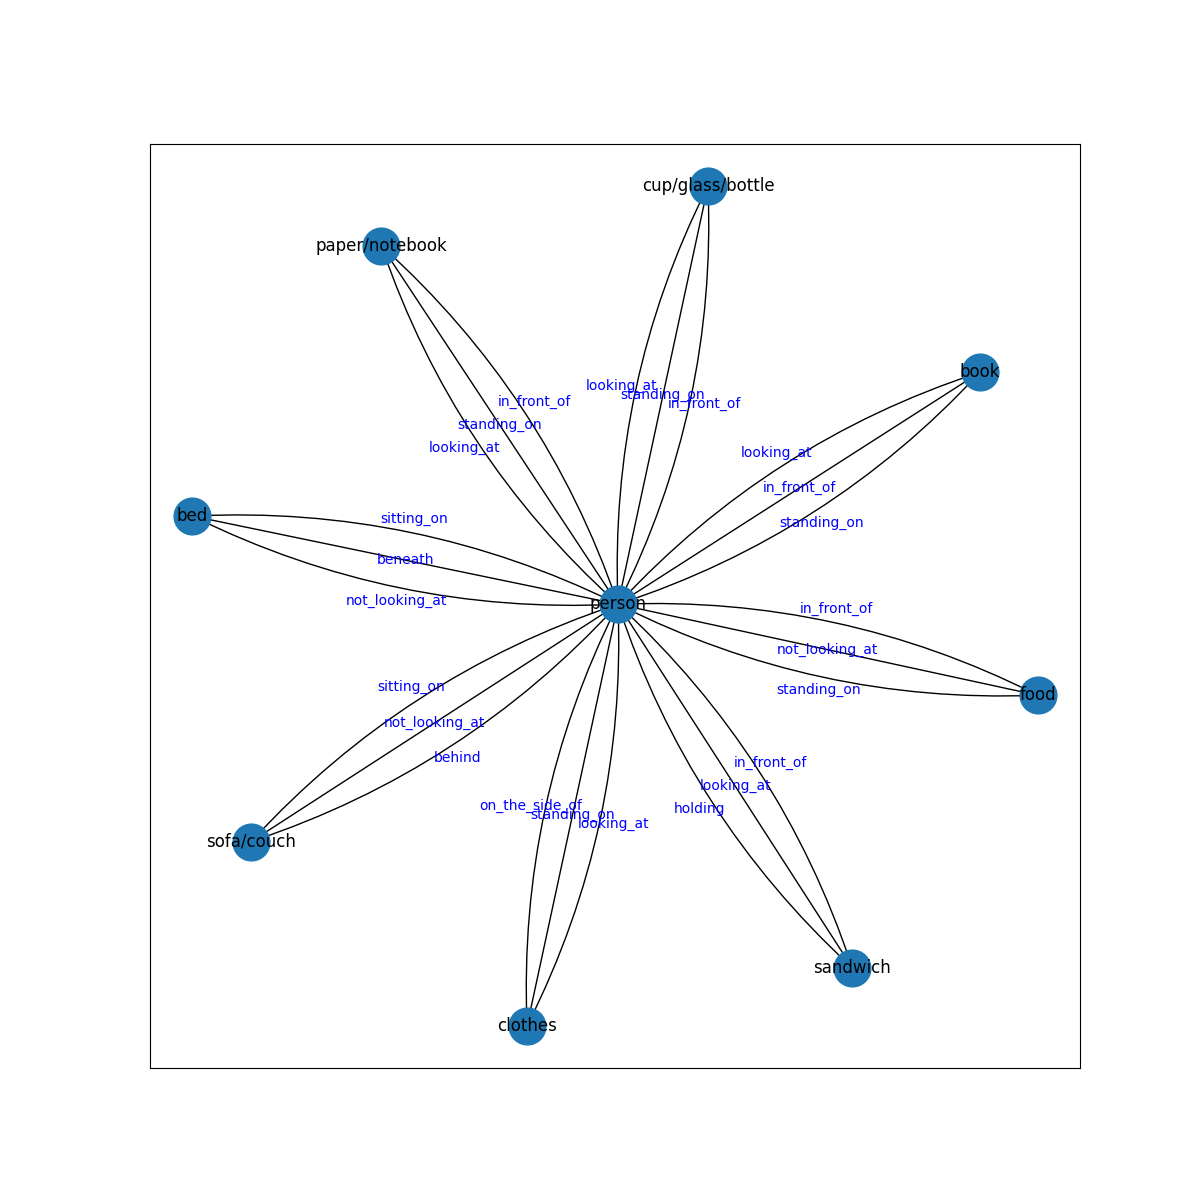 cup/glass/bottle
paper/notebook
book
looking_at
standing_on
in_front_of
in_front_of
standing_on
looking_at
looking_at
in_front_of
standing_on
bed
sitting_on
beneath
not_looking_at
person
in_front_of
not_looking_at
standing_on
food
sitting_on
not_looking_at
behind
in_front_of
looking_at
holding
on_the_side_of
standing_on
looking_at
sofa/couch
sandwich
clothes